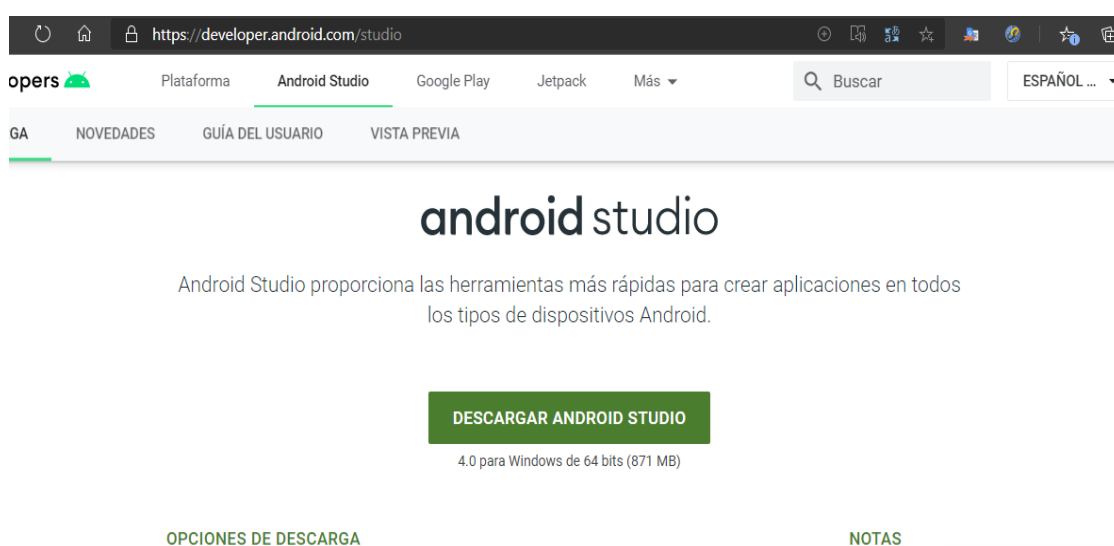 https://developer.android.com/studio
opers Plataforma Android Studio Google Play Jetpack Más Buscar ESPAÑOL ...
GA NOVEDADES GUÍA DEL USUARIO VISTA PREVIA
android studio
Android Studio proporciona las herramientas más rápidas para crear aplicaciones en todos
los tipos de dispositivos Android.
DESCARGAR ANDROID STUDIO
4.0 para Windows de 64 bits (871 MB)
OPCIONES DE DESCARGA NOTAS